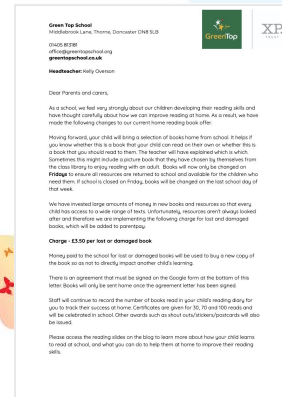 Green Top School
Middlebrook Lane, Thorne, Doncaster DN8 5LB
01405 813181
office@greentopschool.org
greentopschool.co.uk
Headteacher: Kelly Overson
GreenTop
XP
TRUST
Dear Parents and carers,
As a school, we feel very strongly about our children developing their reading skills and
have thought carefully about how we can improve reading at home. As a result, we have
made the following changes to our current home reading book offer:
Moving forward, your child will bring a selection of books home from school. It helps if
you know whether this is a book that your child can read on their own or whether this is
a book that you should read to them. The teacher will have explained which is which.
Sometimes this might include a picture book that they have chosen by themselves from
the class library to enjoy reading with an adult. Books will now only be changed on
Fridays to ensure all resources are returned to school and available for the children who
need them. If school is closed on Friday, books will be changed on the last school day of
that week.
We have invested large amounts of money in new books and resources so that every
child has access to a wide range of texts. Unfortunately, resources aren't always looked
after and therefore we are implementing the following charge for lost and damaged
books, which will be added to parentpay.
Charge - £3.50 per lost or damaged book
Money paid to the school for lost or damaged books will be used to buy a new copy of
the book so as not to directly impact another child's learning.
There is an agreement that must be signed on the Google form at the bottom of this
letter. Books will only be sent home once the agreement letter has been signed.
Staff will continue to record the number of books read in your child's reading diary for
you to track their success at home. Certificates are given for 30, 70 and 100 reads and
will be celebrated in school. Other awards such as shout outs/stickers/postcards will also
be issued.
Please access the reading slides on the blog to learn more about how your child learns
to read at school, and what you can do to help them at home to improve their reading
skills.